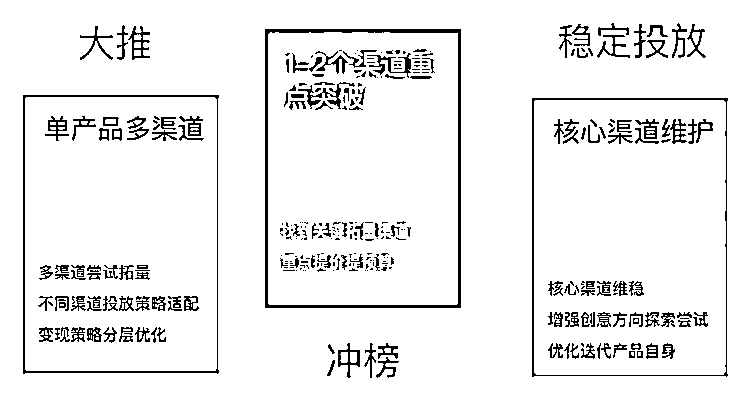 大推
单产品多渠道
多渠道尝试拓量
不同渠道投放策略适配
变现策略分层优化
1-2个渠道重
点突破
找到关键拓量渠道
重点提价提预算
冲榜
稳定投放
核心渠道维护
核心渠道维稳
增强创意方向探索尝试
优化迭代产品自身